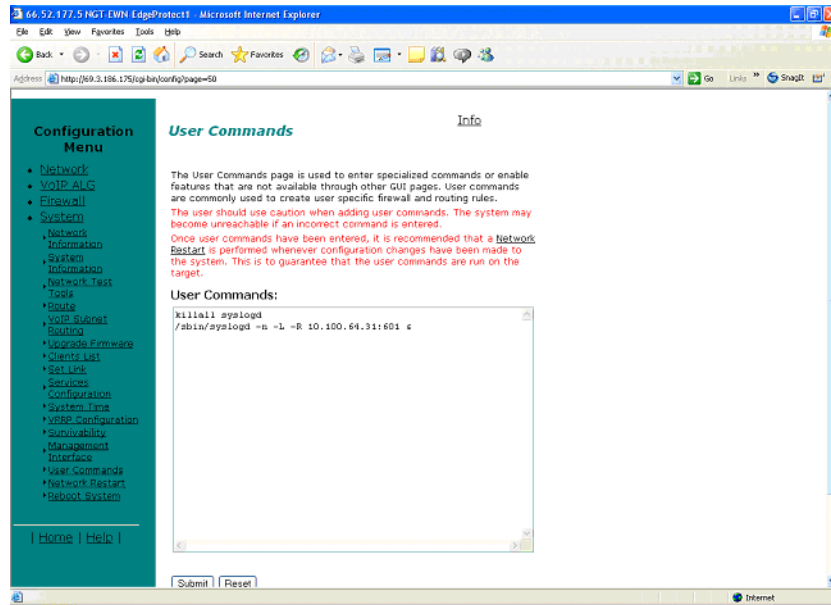 66.52.177.5 NGT-EWN-EdgeProtect1 - Microsoft Internet Explorer
File Edit View Favorites Tools Help
Back Search Favorites
Address http://69.3.186.175/cgi-bin/config?page=50 Go Links » SnagIt
Configuration
Menu
Network
VoIP ALG
Firewall
System
Network
Information
System
Information
Network Test
Tools
Route
VoIP Subnet
Routing
Upgrade Firmware
Clients List
Set Link
Services
Configuration
System Time
VRRP Configuration
Survivability
Management
Interface
User Commands
Network Restart
Reboot System
| Home | Help |
Info
User Commands
The User Commands page is used to enter specialized commands or enable
features that are not available through other GUI pages. User commands
are commonly used to create user specific firewall and routing rules.
The user should use caution when adding user commands. The system may
become unreachable if an incorrect command is entered.
Once user commands have been entered, it is recommended that a Network
Restart is performed whenever configuration changes have been made to
the system. This is to guarantee that the user commands are run on the
target.
User Commands:
killall syslogd
/sbin/syslogd -n -L -R 10.100.64.31:601 &
Submit Reset
Internet